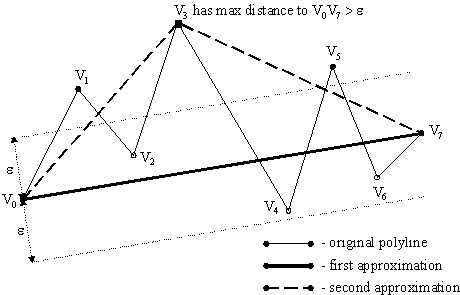 V3 has max distance to V0V7 > ε
V5
V1
V7
V2
ε
V6
V0
V4
ε
- original polyline
- first approximation
- second approximation